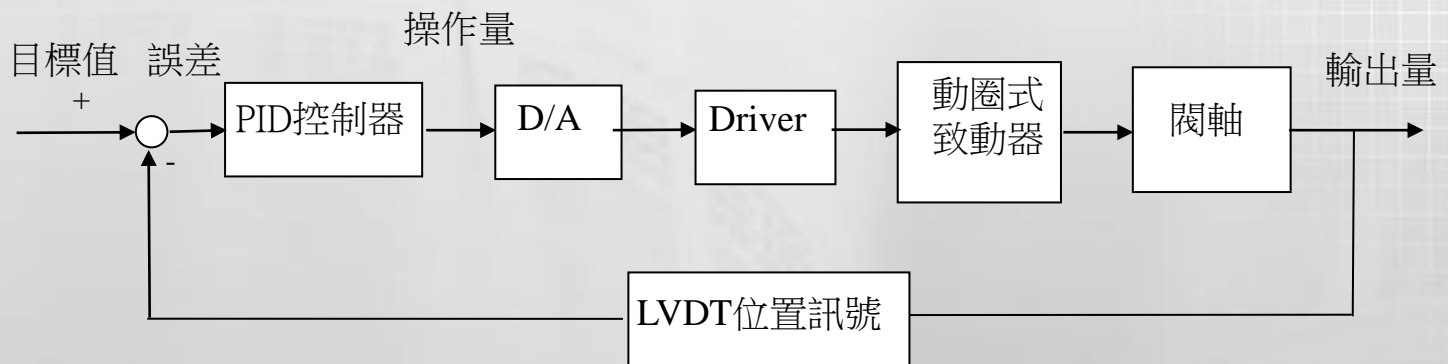 操作量
目標值 誤差
輸出量
+
-
PID控制器
D/A
Driver
動圈式
致動器
閥軸
LVDT位置訊號